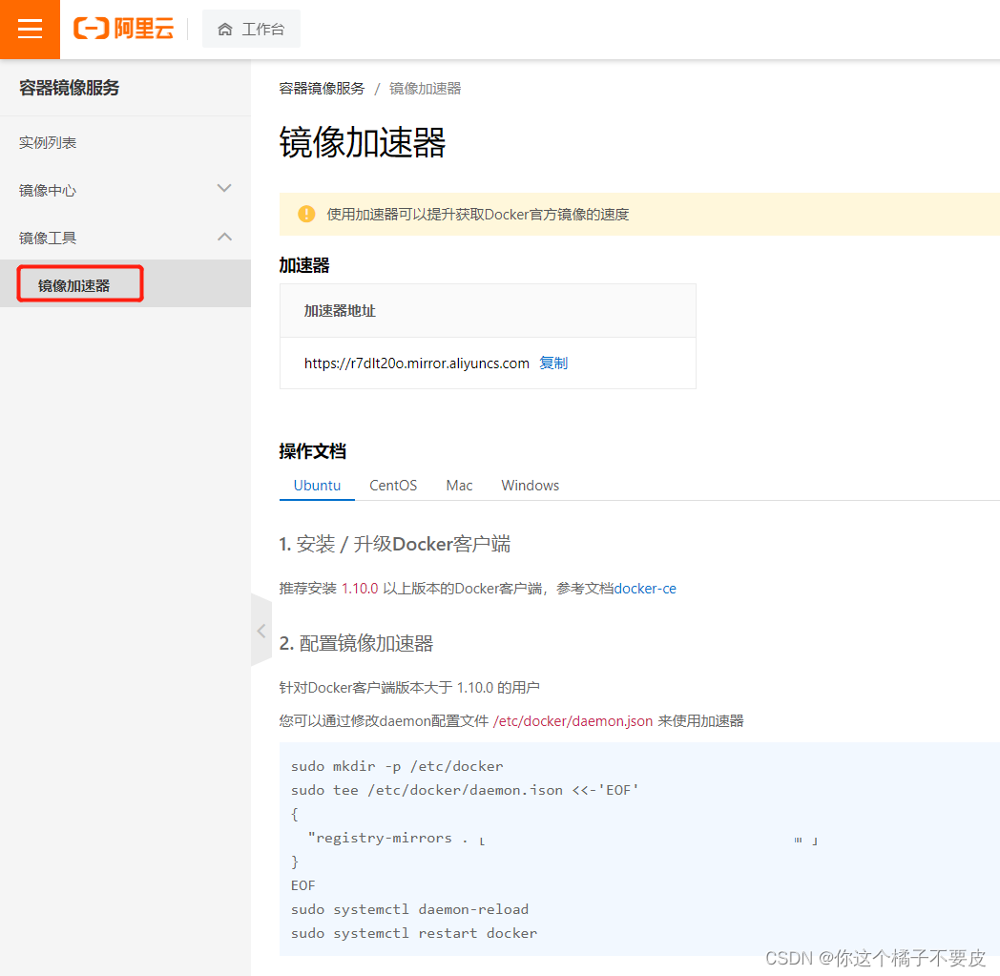 阿里云
工作台
容器镜像服务
实例列表
镜像中心
镜像工具
镜像加速器
容器镜像服务 / 镜像加速器
镜像加速器
使用加速器可以提升获取Docker官方镜像的速度
加速器
加速器地址
https://r7dlt20o.mirror.aliyuncs.com 复制
操作文档
Ubuntu CentOS Mac Windows
1. 安装 / 升级Docker客户端
推荐安装 1.10.0 以上版本的Docker客户端，参考文档docker-ce
2. 配置镜像加速器
针对Docker客户端版本大于 1.10.0 的用户
您可以通过修改daemon配置文件 /etc/docker/daemon.json 来使用加速器
sudo mkdir -p /etc/docker
sudo tee /etc/docker/daemon.json <<-'EOF'
{
"registry-mirrors
}
EOF
sudo systemctl daemon-reload
sudo systemctl restart docker
CSDN @你这个橘子不要皮